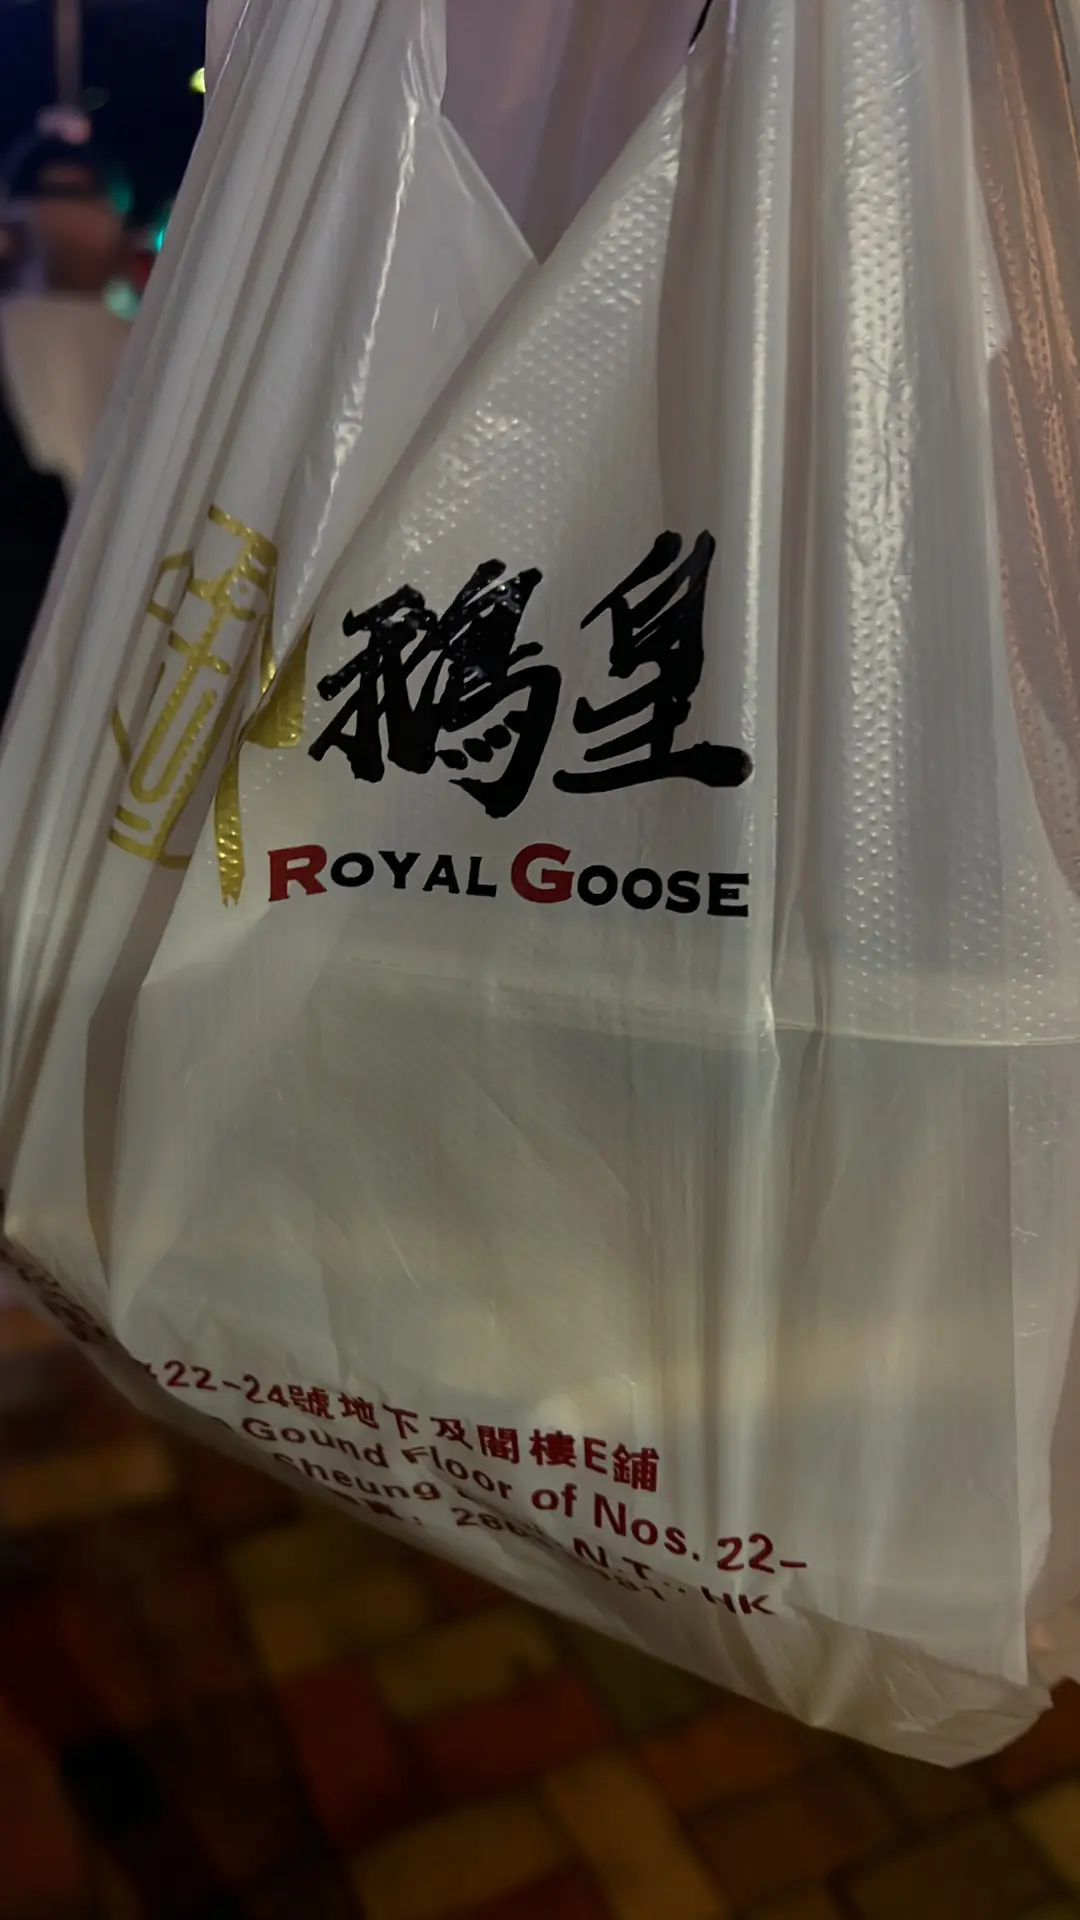 鵝皇
ROYAL GOOSE
22-24號地下及閣樓E鋪
Gound Floor of Nos. 22-
Sheung N.T., HK